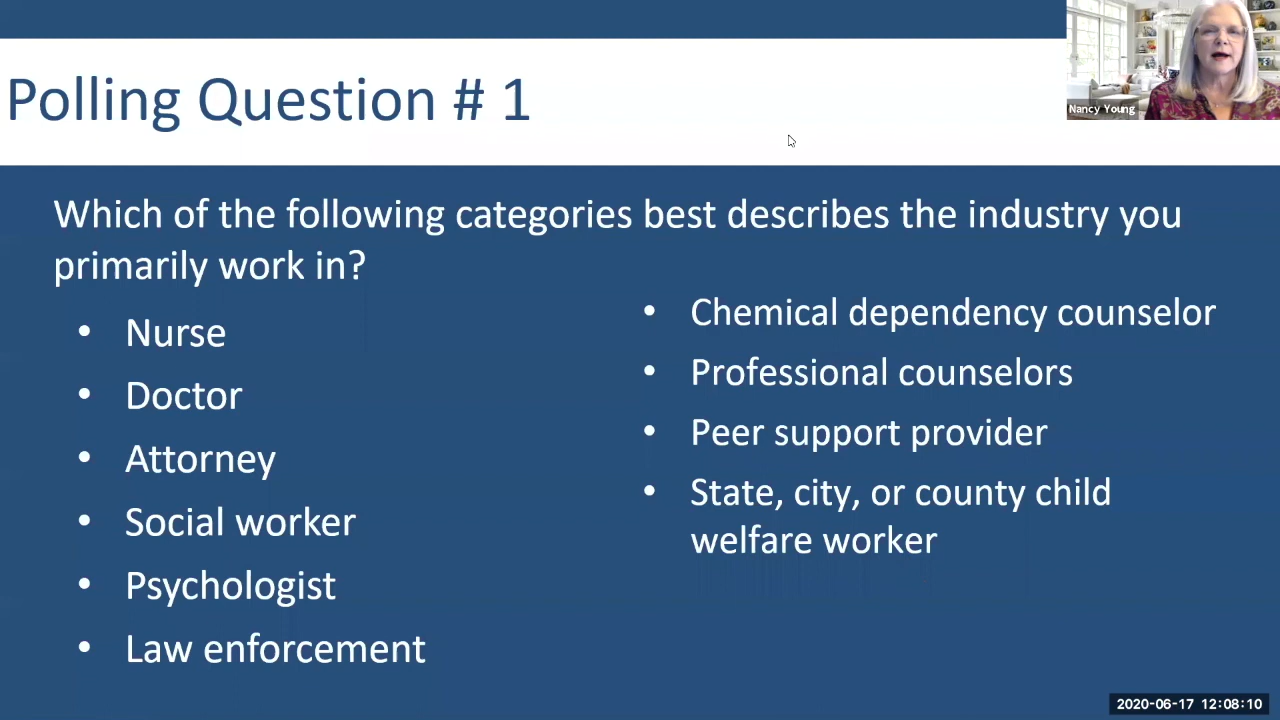 Polling Question # 1
Nancy Young
Which of the following categories best describes the industry you
primarily work in?
• Nurse
• Doctor
• Attorney
• Social worker
• Psychologist
• Law enforcement
• Chemical dependency counselor
• Professional counselors
• Peer support provider
• State, city, or county child
welfare worker
2020-06-17 12:08:10